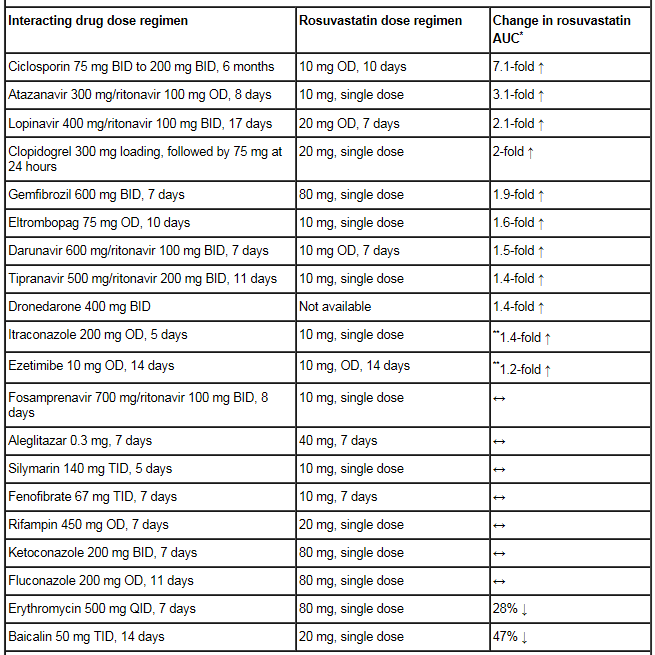 Interacting drug dose regimen Rosuvastatin dose regimen Change in rosuvastatin
AUC*
Ciclosporin 75 mg BID to 200 mg BID, 6 months 10 mg OD, 10 days 7.1-fold ↑
Atazanavir 300 mg/ritonavir 100 mg OD, 8 days 10 mg, single dose 3.1-fold ↑
Lopinavir 400 mg/ritonavir 100 mg BID, 17 days 20 mg OD, 7 days 2.1-fold ↑
Clopidogrel 300 mg loading, followed by 75 mg at 20 mg, single dose 2-fold ↑
24 hours
Gemfibrozil 600 mg BID, 7 days 80 mg, single dose 1.9-fold ↑
Eltrombopag 75 mg OD, 10 days 10 mg, single dose 1.6-fold ↑
Darunavir 600 mg/ritonavir 100 mg BID, 7 days 10 mg OD, 7 days 1.5-fold ↑
Tipranavir 500 mg/ritonavir 200 mg BID, 11 days 10 mg, single dose 1.4-fold ↑
Dronedarone 400 mg BID Not available 1.4-fold ↑
Itraconazole 200 mg OD, 5 days 10 mg, single dose **1.4-fold ↑
Ezetimibe 10 mg OD, 14 days 10 mg, OD, 14 days **1.2-fold ↑
Fosamprenavir 700 mg/ritonavir 100 mg BID, 8 10 mg, single dose ↔
days
Aleglitazar 0.3 mg, 7 days 40 mg, 7 days ↔
Silymarin 140 mg TID, 5 days 10 mg, single dose ↔
Fenofibrate 67 mg TID, 7 days 10 mg, 7 days ↔
Rifampin 450 mg OD, 7 days 20 mg, single dose ↔
Ketoconazole 200 mg BID, 7 days 80 mg, single dose ↔
Fluconazole 200 mg OD, 11 days 80 mg, single dose ↔
Erythromycin 500 mg QID, 7 days 80 mg, single dose 28% ↓
Baicalin 50 mg TID, 14 days 20 mg, single dose 47% ↓